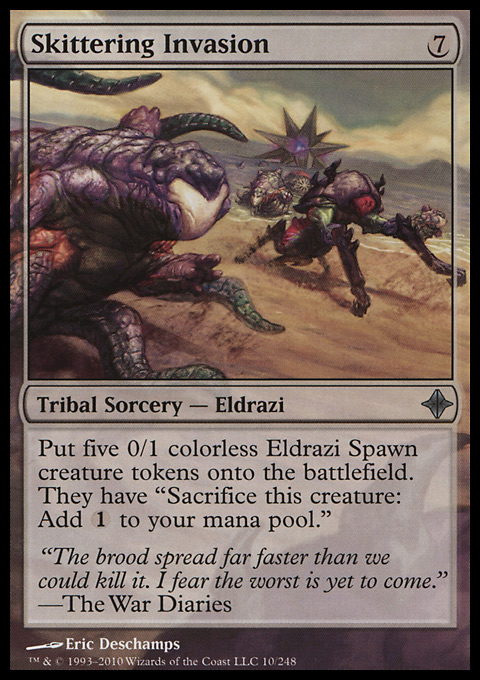 Skittering Invasion 7
Tribal Sorcery — Eldrazi
Put five 0/1 colorless Eldrazi Spawn
creature tokens onto the battlefield.
They have “Sacrifice this creature:
Add 1 to your mana pool.”
“The brood spread far faster than we
could kill it. I fear the worst is yet to come.”
—The War Diaries
Eric Deschamps
™ & © 1993–2010 Wizards of the Coast LLC 10/248